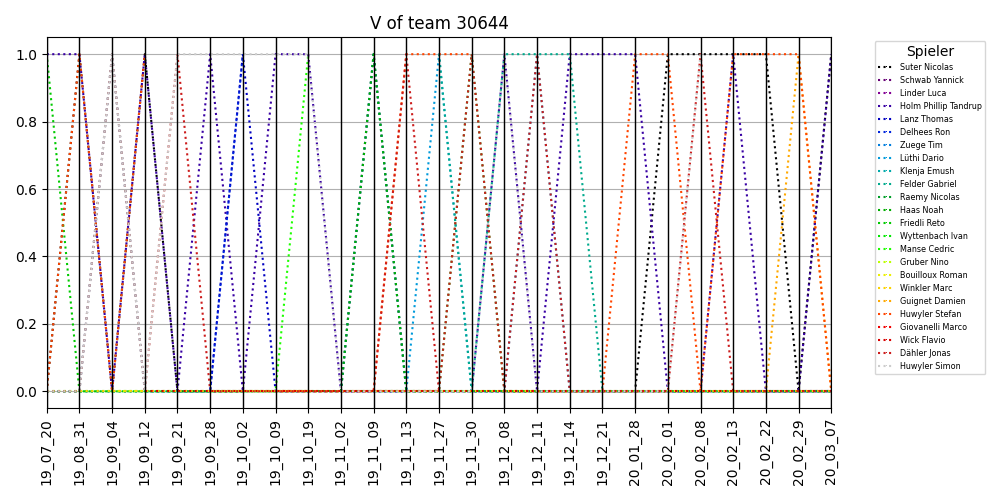 V of team 30644
1.0
0.8
0.6
0.4
0.2
0.0
19_07_20
19_08_31
19_09_04
19_09_12
19_09_21
19_09_28
19_10_02
19_10_09
19_10_19
19_11_02
19_11_09
19_11_13
19_11_27
19_11_30
19_12_08
19_12_11
19_12_14
19_12_21
20_01_28
20_02_01
20_02_08
20_02_13
20_02_22
20_02_29
20_03_07
Spieler
Suter Nicolas
Schwab Yannick
Linder Luca
Holm Phillip Tandrup
Lanz Thomas
Delhees Ron
Zuege Tim
Lüthi Dario
Klenja Emush
Felder Gabriel
Raemy Nicolas
Haas Noah
Friedli Reto
Wyttenbach Ivan
Manse Cedric
Gruber Nino
Bouilloux Roman
Winkler Marc
Guignet Damien
Huwyler Stefan
Giovanelli Marco
Wick Flavio
Dähler Jonas
Huwyler Simon